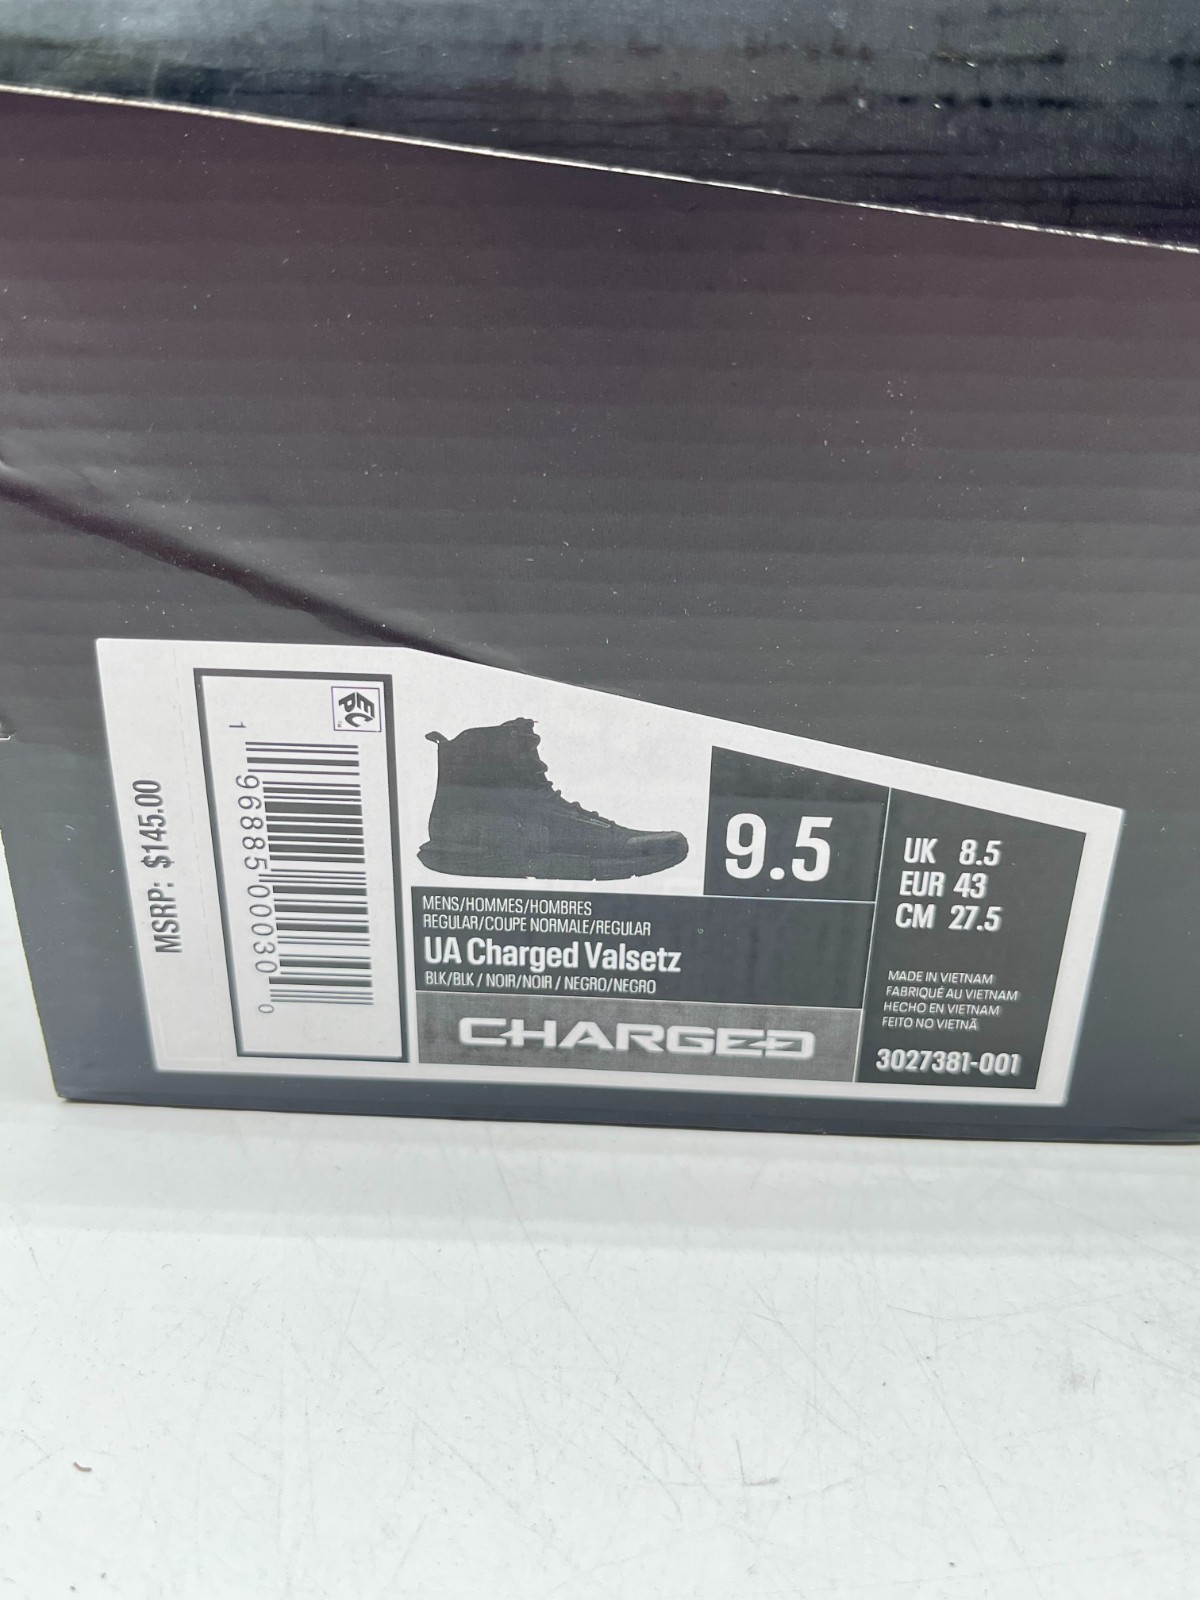 MSRP: $145.00
EPC
™
1 96885 00030 0
9.5
UK 8.5
EUR 43
CM 27.5
MENS/HOMMES/HOMBRES
REGULAR/COUPE NORMALE/REGULAR
UA Charged Valsetz
BLK/BLK / NOIR/NOIR / NEGRO/NEGRO
CHARGED
MADE IN VIETNAM
FABRIQUÉ AU VIETNAM
HECHO EN VIETNAM
FEITO NO VIETNÃ
3027381-001